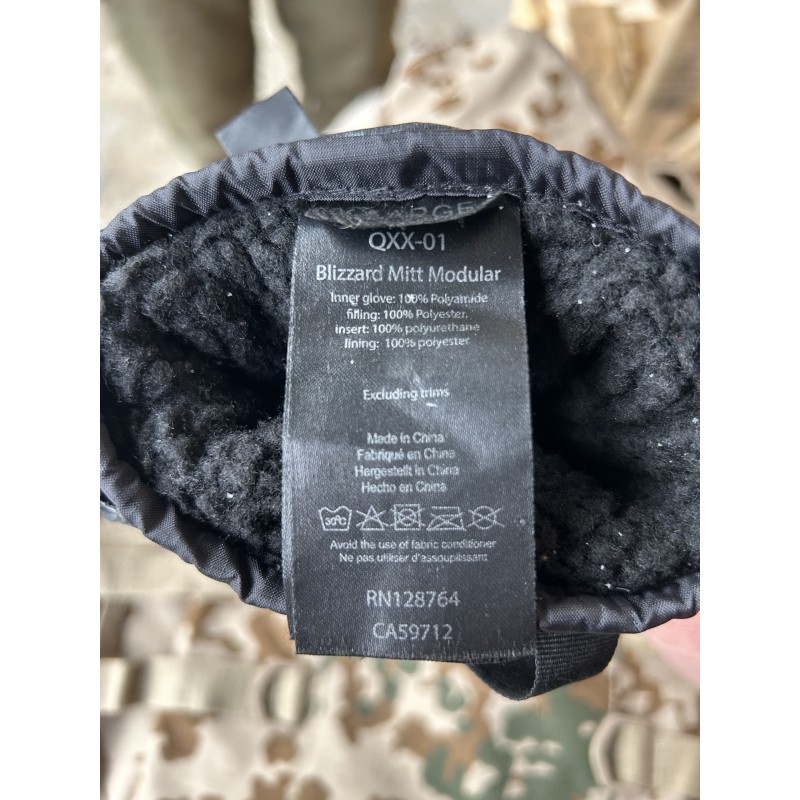 QXX-01
Blizzard Mitt Modular
Inner glove: 100% Polyamide
filling: 100% Polyester.
insert: 100% polyurethane
lining: 100% polyester
Excluding trims
Made in China
Fabriqué en China
Hergestellt in China
Hecho en China
30°C
Avoid the use of fabric conditioner
Ne pas utiliser d'assouplissant
RN128764
CA59712